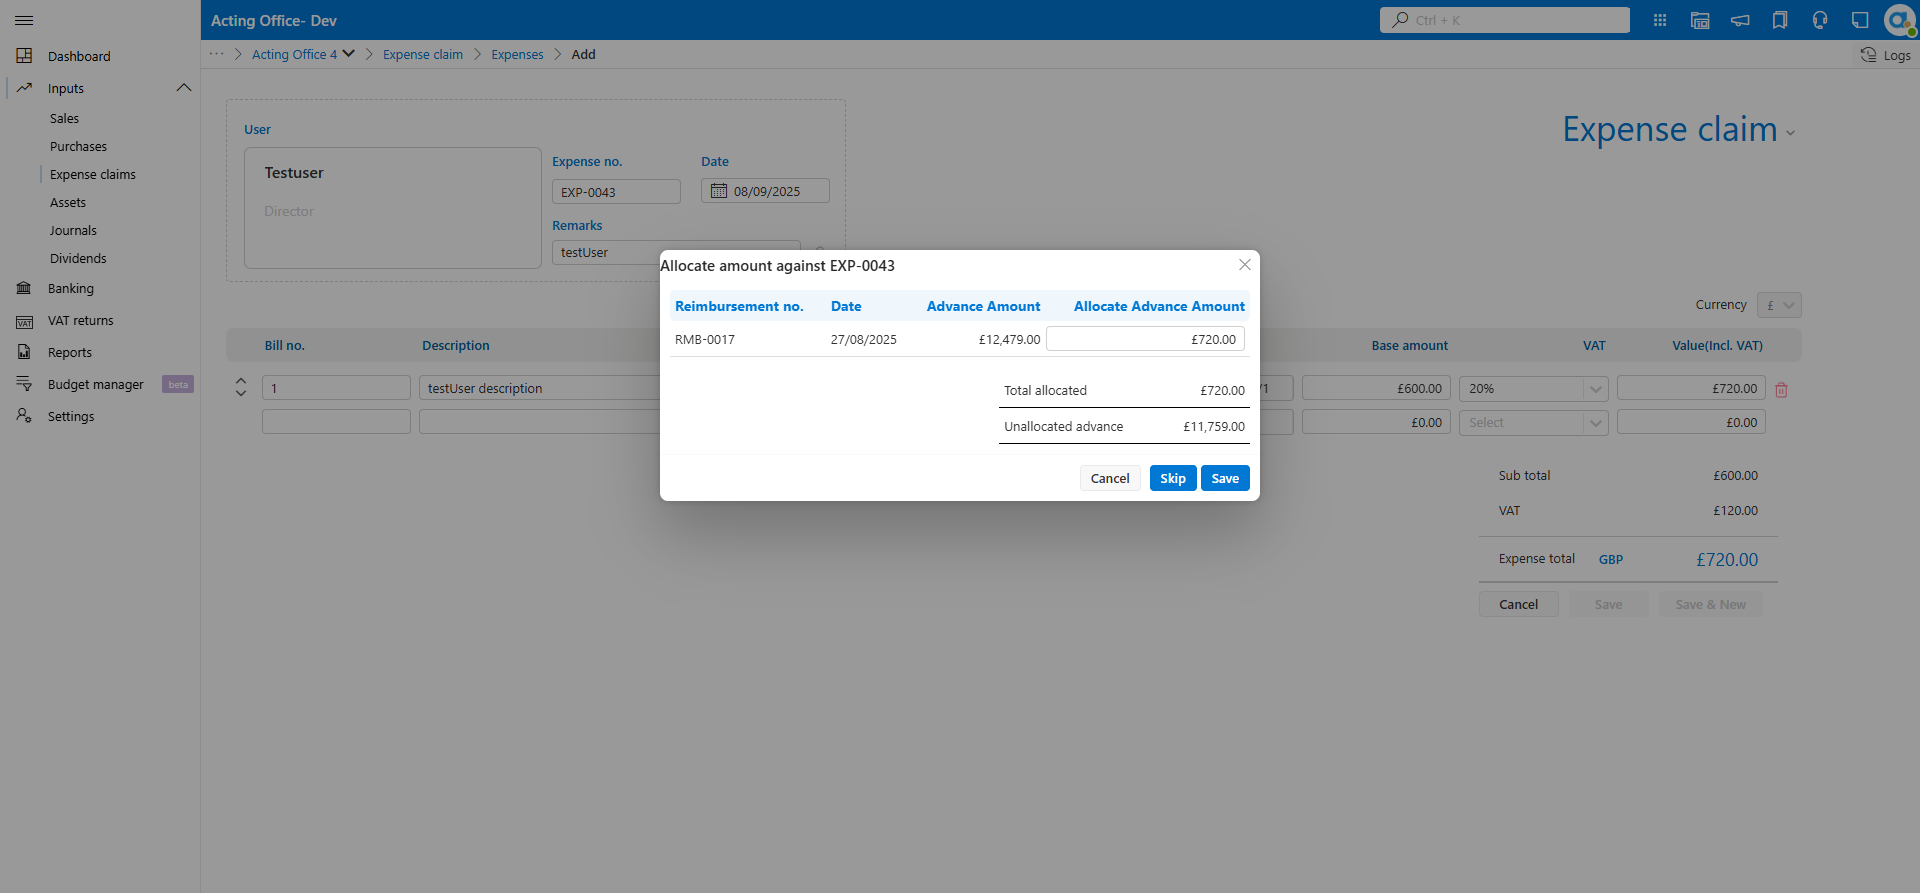 Acting Office- Dev
Ctrl + K
Dashboard
Inputs
Sales
Purchases
Expense claims
Assets
Journals
Dividends
Banking
VAT returns
Reports
Budget manager beta
Settings
··· Acting Office 4 Expense claim Expenses Add
Logs
User
Testuser
Director
Expense no.
EXP-0043
Date
08/09/2025
Remarks
testUser
Expense claim
Currency £
Bill no. Description Base amount VAT Value(Incl. VAT)
1 testUser description /1 £600.00 20% £720.00
£0.00 Select £0.00
Sub total £600.00
VAT £120.00
Expense total GBP £720.00
Cancel Save Save & New
Allocate amount against EXP-0043
Reimbursement no. Date Advance Amount Allocate Advance Amount
RMB-0017 27/08/2025 £12,479.00 £720.00
Total allocated £720.00
Unallocated advance £11,759.00
Cancel Skip Save